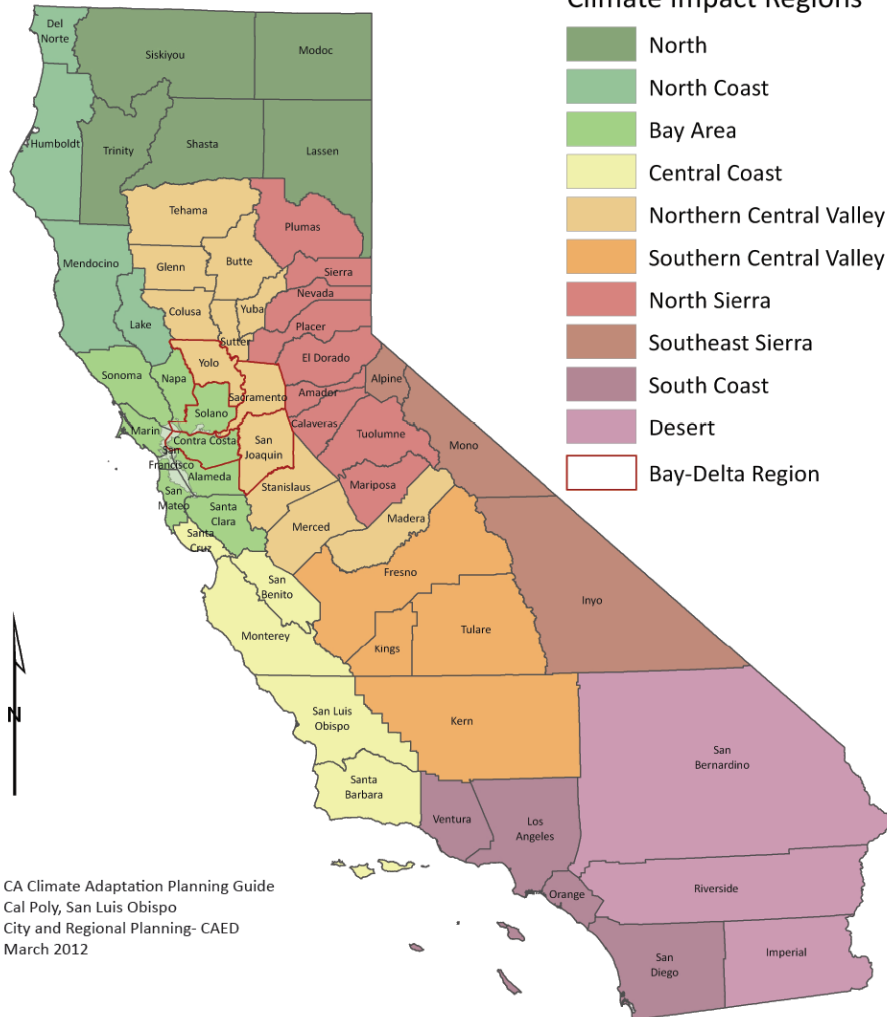 Climate Impact Regions
North
North Coast
Bay Area
Central Coast
Northern Central Valley
Southern Central Valley
North Sierra
Southeast Sierra
South Coast
Desert
Bay-Delta Region
Del
Norte
Siskiyou
Modoc
Humboldt
Trinity
Shasta
Lassen
Tehama
Plumas
Mendocino
Glenn
Butte
Sierra
Nevada
Yuba
Colusa
Lake
Placer
Sutter
El Dorado
Yolo
Sonoma
Napa
Alpine
Sacramento
Amador
Solano
Calaveras
Marin
Contra Costa
San
Joaquin
Tuolumne
Mono
San
Francisco
Alameda
Stanislaus
Mariposa
San
Mateo
Santa
Clara
Merced
Madera
Santa
Cruz
Fresno
San
Benito
Inyo
Monterey
Kings
Tulare
N
San Luis
Obispo
Kern
San
Bernardino
Santa
Barbara
Ventura
Los
Angeles
Orange
Riverside
San
Diego
Imperial
CA Climate Adaptation Planning Guide
Cal Poly, San Luis Obispo
City and Regional Planning- CAED
March 2012